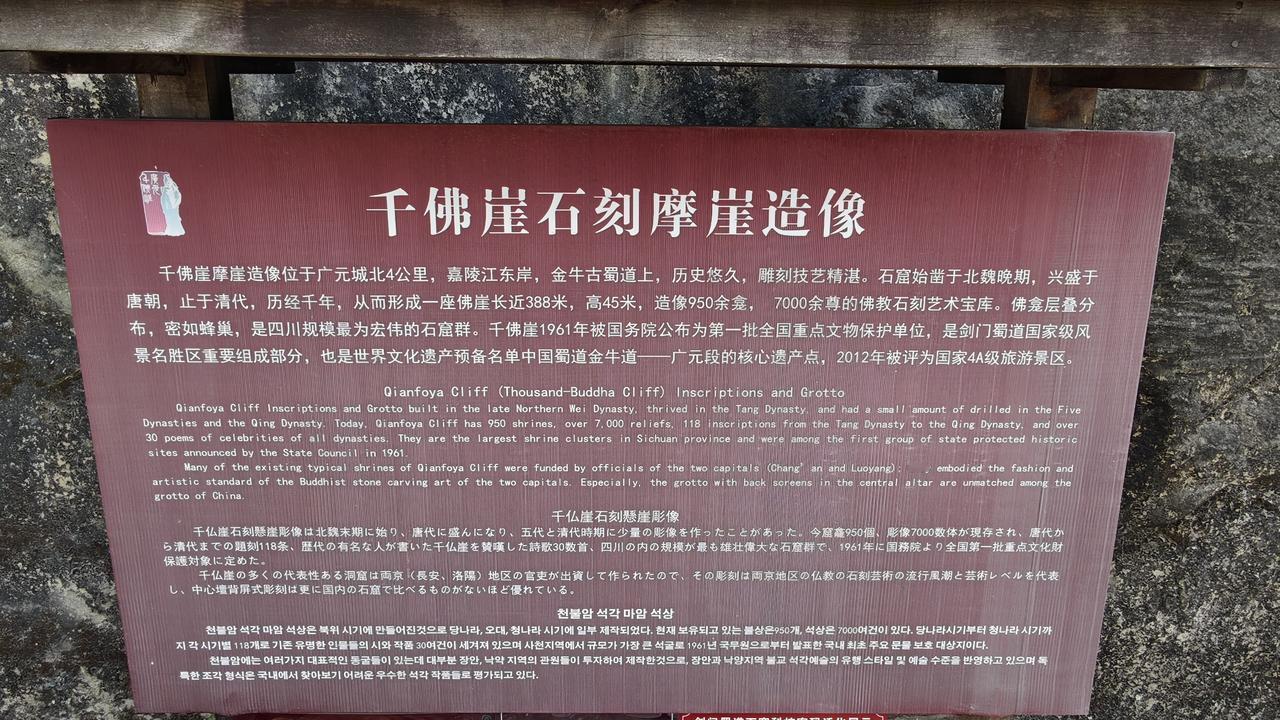 千佛崖石刻摩崖造像
千佛崖摩崖造像位于广元城北4公里，嘉陵江东岸，金牛古蜀道上，历史悠久，雕刻技艺精湛。石窟始凿于北魏晚期，兴盛于
唐朝，止于清代，历经千年，从而形成一座佛崖长近388米，高45米，造像950余龛， 7000余尊的佛教石刻艺术宝库。佛龛层叠分
布，密如蜂巢，是四川规模最为宏伟的石窟群。千佛崖1961年被国务院公布为第一批全国重点文物保护单位，是剑门蜀道国家级风
景名胜区重要组成部分，也是世界文化遗产预备名单中国蜀道金牛道——广元段的核心遗产点，2012年被评为国家4A级旅游景区。
Qianfoya Cliff (Thousand-Buddha Cliff) Inscriptions and Grotto
Qianfoya Cliff Inscriptions and Grotto built in the late Northern Wei Dynasty, thrived in the Tang Dynasty, and had a small amount of drilled in the Five
Dynasties and the Qing Dynasty. Today, Qianfoya Cliff has 950 shrines, over 7,000 reliefs, 118 inscriptions from the Tang Dynasty to the Qing Dynasty, and over
30 poems of celebrities of all dynasties. They are the largest shrine clusters in Sichuan province and were among the first group of state protected historic
sites announced by the State Council in 1961.
Many of the existing typical shrines of Qianfoya Cliff were funded by officials of the two capitals (Chang' an and Luoyang); embodied the fashion and
artistic standard of the Buddhist stone carving art of the two capitals. Especially, the grotto with back screens in the central altar are unmatched among the
grotto of China.
千仏崖石刻懸崖彫像
千仏崖石刻懸崖彫像は北魏末期に始り、唐代に盛んになり、五代と清代時期に少量の彫像を作ったことがあった。今窟龕950個、彫像7000数体が現存され、唐代か
ら清代までの題刻118条、歴代の有名な人が書いた千仏崖を賛嘆した詩歌30数首、四川の内の規模が最も雄壮偉大な石窟群で、1961年に国務院より全国第一批重点文化財
保護対象に定めた。
千仏崖の多くの代表性ある洞窟は両京（長安、洛陽）地区の官吏が出資して作られたので、その彫刻は両京地区の仏教の石刻芸術の流行風潮と芸術レベルを代表
し、中心壇背屏式彫刻は更に国内の石窟で比べるものがないほど優れている。
천불암 석각 마암 석상
천불암 석각 마암 석상은 북위 시기에 만들어진것으로 당나라, 오대, 청나라 시기에 일부 제작되었다. 현재 보유되고 있는 불상은950개, 석상은 7000여건이 있다. 당나라시기부터 청나라 시기까
지 각 시기별 118개로 기존 유명한 인물들의 시와 작품 30여건이 세겨져 있으며 사천지역에서 규모가 가장 큰 석굴로 1961년 국무원으로부터 발표한 국내 최초 주요 문물 보호 대상지이다.
천불암에는 여러가지 대표적인 동굴들이 있는데 대부분 장안, 낙약 지역의 관원들이 투자하여 제작한것으로, 장안과 낙양지역 불교 석각예술의 유행 스타일 및 예술 수준을 반영하고 있으며 독
특한 조각 형식은 국내에서 찾아보기 어려운 우수한 석각 작품들로 평가되고 있다.